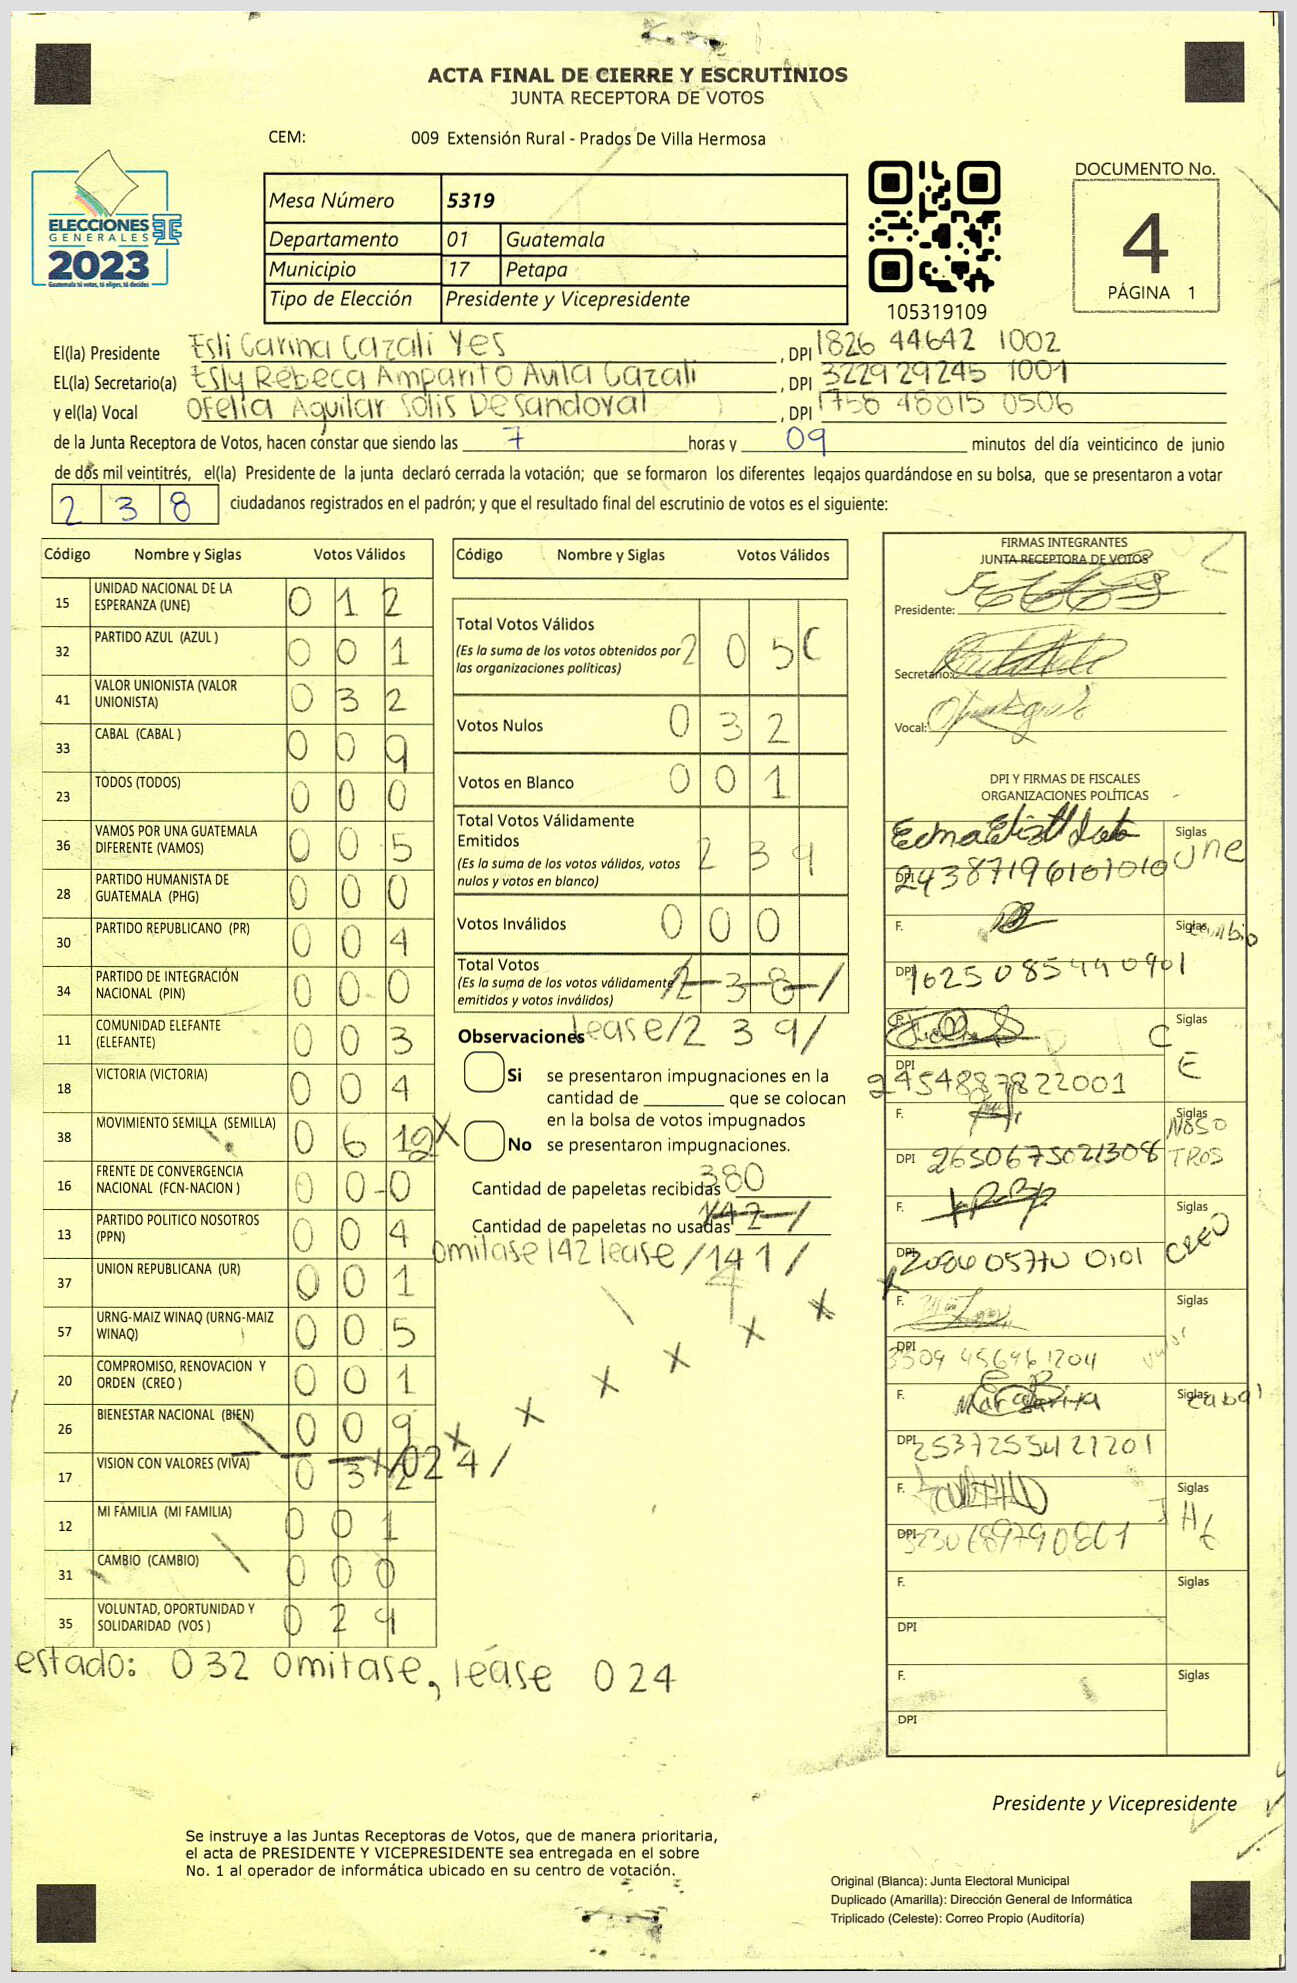 ACTA FINAL DE CIERRE Y ESCRUTINIOS
JUNTA RECEPTORA DE VOTOS
CEM: 009 Extensión Rural - Prados De Villa Hermosa
ELECCIONES
GENERALES
2023
Guatemala tú votas, tú eliges, tú decides
Mesa Número 5319
Departamento 01 Guatemala
Municipio 17 Petapa
Tipo de Elección Presidente y Vicepresidente
105319109
DOCUMENTO No.
4
PÁGINA 1
El(la) Presidente Esli Carina Cazali Yes, DPI 1826 44642 1002
EL(la) Secretario(a) Esly Rebeca Amparito Avila Cazali, DPI 3229 29245 1001
y el(la) Vocal Ofelia Aguilar Solis De Sandoval, DPI 1758 48015 0506
de la Junta Receptora de Votos, hacen constar que siendo las 7 horas y 09 minutos del día veinticinco de junio
de dos mil veintitrés, el(la) Presidente de la junta declaró cerrada la votación; que se formaron los diferentes legajos guardándose en su bolsa, que se presentaron a votar
2 3 8 ciudadanos registrados en el padrón; y que el resultado final del escrutinio de votos es el siguiente:
Código Nombre y Siglas Votos Válidos
15 UNIDAD NACIONAL DE LA ESPERANZA (UNE) 0 1 2
32 PARTIDO AZUL (AZUL ) 0 0 1
41 VALOR UNIONISTA (VALOR UNIONISTA) 0 3 2
33 CABAL (CABAL ) 0 0 9
23 TODOS (TODOS) 0 0 0
36 VAMOS POR UNA GUATEMALA DIFERENTE (VAMOS) 0 0 5
28 PARTIDO HUMANISTA DE GUATEMALA (PHG) 0 0 0
30 PARTIDO REPUBLICANO (PR) 0 0 4
34 PARTIDO DE INTEGRACIÓN NACIONAL (PIN) 0 0 0
11 COMUNIDAD ELEFANTE (ELEFANTE) 0 0 3
18 VICTORIA (VICTORIA) 0 0 4
38 MOVIMIENTO SEMILLA (SEMILLA) 0 6
16 FRENTE DE CONVERGENCIA NACIONAL (FCN-NACION ) 0 0 0
13 PARTIDO POLITICO NOSOTROS (PPN) 0 0 4
37 UNION REPUBLICANA (UR) 0 0 1
57 URNG-MAIZ WINAQ (URNG-MAIZ WINAQ) 0 0 5
20 COMPROMISO, RENOVACION Y ORDEN (CREO ) 0 0 1
26 BIENESTAR NACIONAL (BIEN) 0 0 9
17 VISION CON VALORES (VIVA) 0 3 2 /024/
12 MI FAMILIA (MI FAMILIA) 0 0 1
31 CAMBIO (CAMBIO) 0 0 0
35 VOLUNTAD, OPORTUNIDAD Y SOLIDARIDAD (VOS ) 0 2 9
estado: 032 omitase, léase 024
Código Nombre y Siglas Votos Válidos
Total Votos Válidos
(Es la suma de los votos obtenidos por las organizaciones políticas) 2 0 5
Votos Nulos 0 3 2
Votos en Blanco 0 0 1
Total Votos Válidamente Emitidos
(Es la suma de los votos válidos, votos nulos y votos en blanco) 2 3 9
Votos Inválidos 0 0 0
Total Votos
(Es la suma de los votos válidamente emitidos y votos inválidos) /2 3 8/
Observaciones lease/2 3 9/
Si se presentaron impugnaciones en la
cantidad de ________ que se colocan
en la bolsa de votos impugnados
No se presentaron impugnaciones.
Cantidad de papeletas recibidas 380
Cantidad de papeletas no usadas 142/
omitase 142 lease /141/
FIRMAS INTEGRANTES
JUNTA RECEPTORA DE VOTOS
Presidente:
Secretario:
Vocal:
DPI Y FIRMAS DE FISCALES
ORGANIZACIONES POLÍTICAS
Siglas une
DPI 2438719610101
F. Siglas cambio
DPI 1625085440901
F. Siglas C E
DPI 2454887822001
F. Siglas N8SO TROS
DPI 2650675021308
F. Siglas CREO
DPI 2086 05770 0101
F. Siglas
DPI 3509 456961204
F. Siglas cabal
DPI 2537255421201
F. Siglas
DPI
F. Siglas
DPI
F. Siglas
DPI
Presidente y Vicepresidente
Se instruye a las Juntas Receptoras de Votos, que de manera prioritaria,
el acta de PRESIDENTE Y VICEPRESIDENTE sea entregada en el sobre
No. 1 al operador de informática ubicado en su centro de votación.
Original (Blanca): Junta Electoral Municipal
Duplicado (Amarilla): Dirección General de Informática
Triplicado (Celeste): Correo Propio (Auditoría)